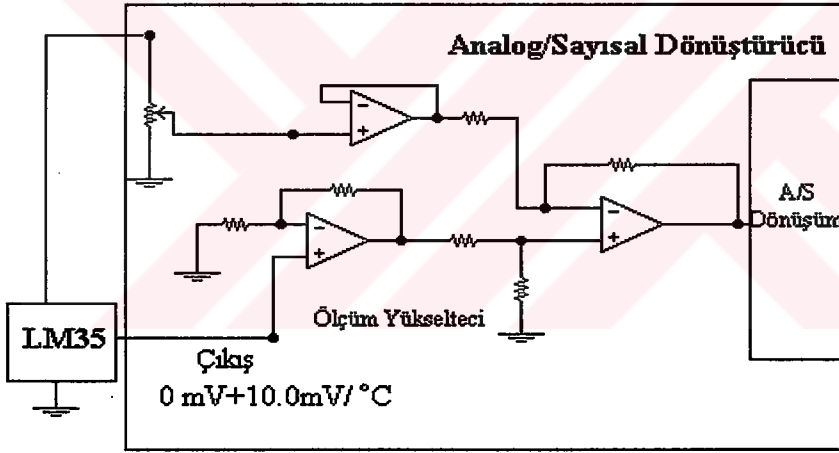 Analog/Sayısal Dönüştürücü
A/S
Dönüşüm
Ölçüm Yükselteci
LM35
Çıkış
0 mV+10.0mV/°C